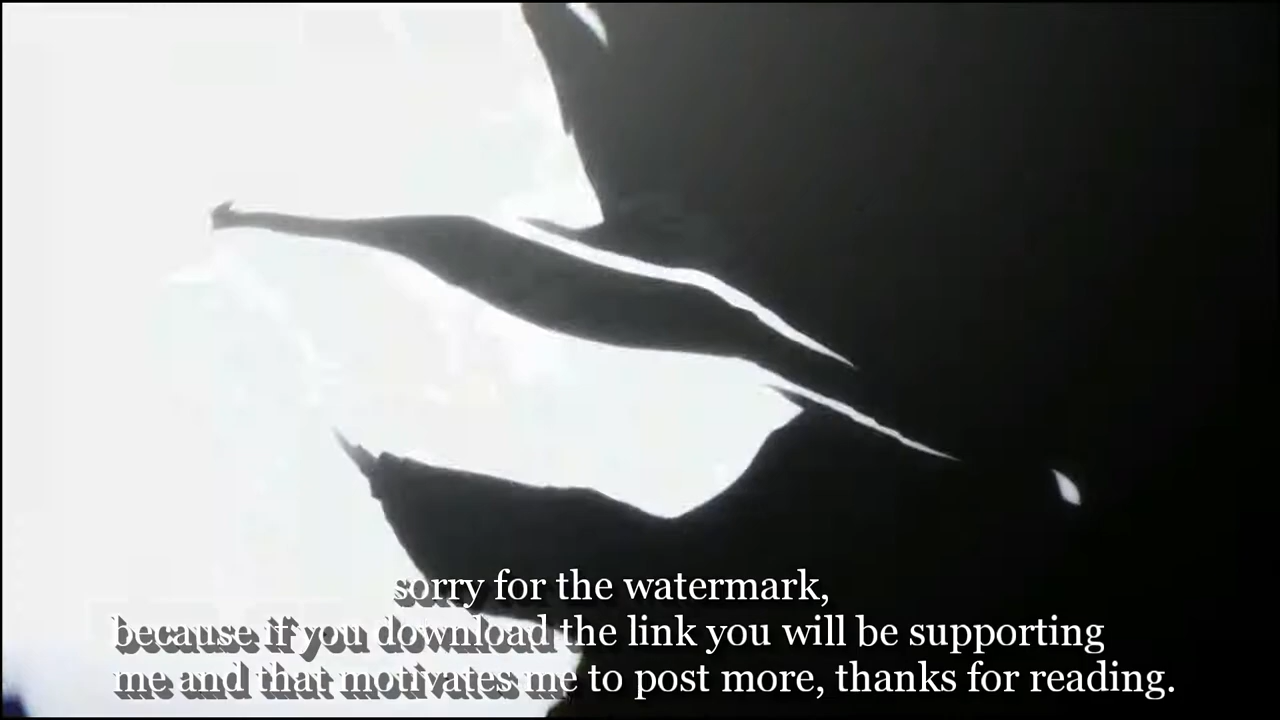 sorry for the watermark,
because if you download the link you will be supporting
me and that motivates me to post more, thanks for reading.